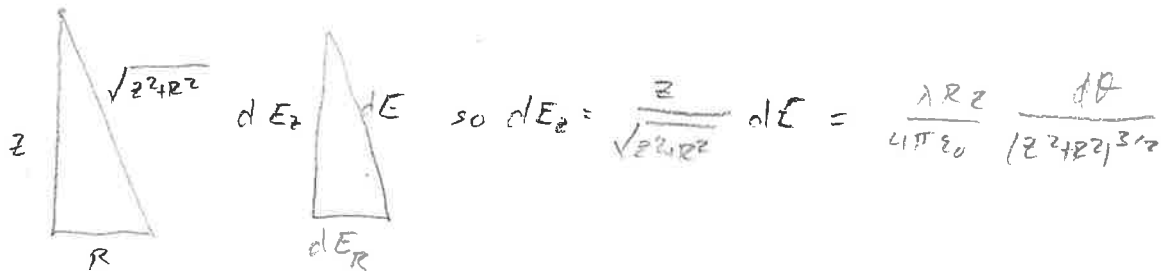 √z²+R²
z
R
dE_z
dE
dE_R
so dE_z = z/√z²+R² dE = λRz/4πε₀ dθ/(z²+R²)^3/2